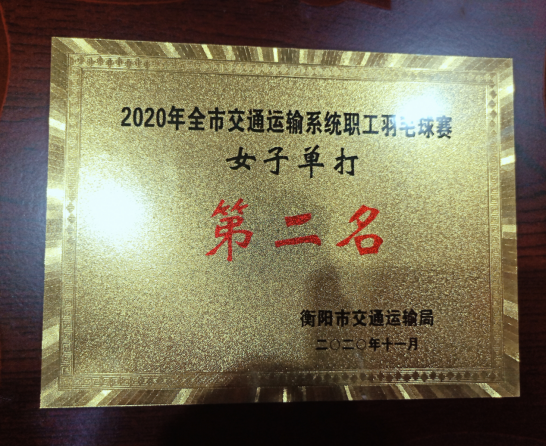 2020年全市交通运输系统职工羽毛球赛
女子单打
第二名
衡阳市交通运输局
二〇二〇年十一月